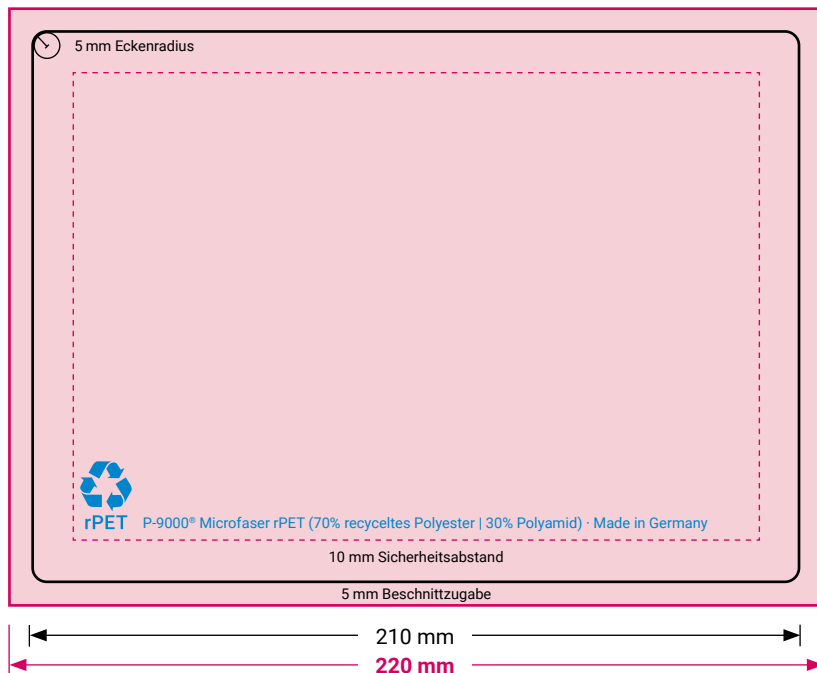 5 mm Eckenradius
rPET
P-9000® Microfaser rPET (70% recyceltes Polyester | 30% Polyamid) · Made in Germany
10 mm Sicherheitsabstand
5 mm Beschnittzugabe
210 mm
220 mm